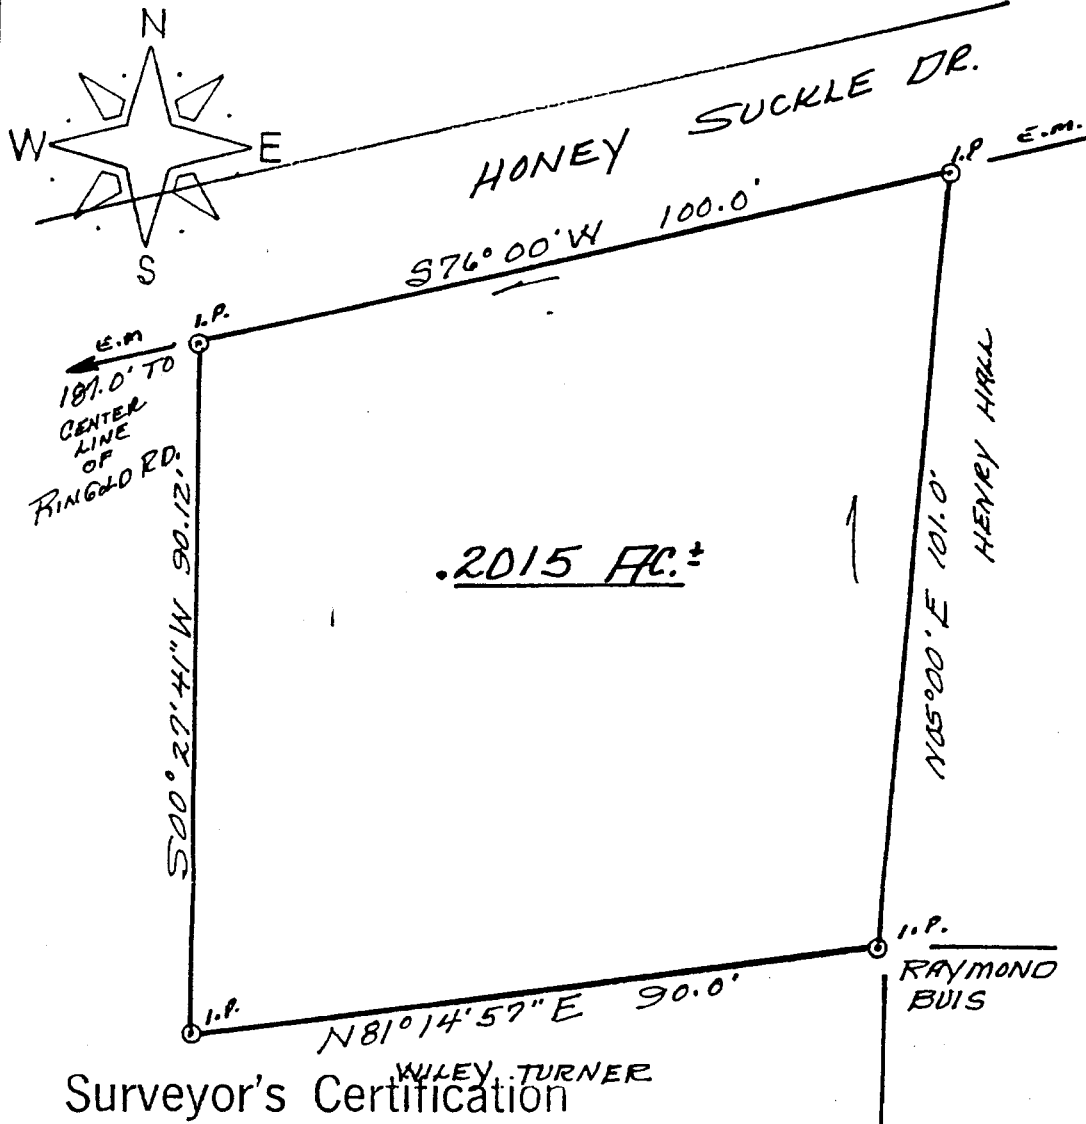 N
W E
S
HONEY SUCKLE DR.
I.P. E.M.
S76°00'W 100.0'
I.P.
E.M
187.0' TO
CENTER
LINE
OF
RINGOLD RD.
S00°27'41"W 90.12'
.2015 AC.±
N05°00'E 101.0'
HENRY HALL
I.P.
RAYMOND
BUIS
I.P.
N81°14'57"E 90.0'
WILEY TURNER
Surveyor's Certification